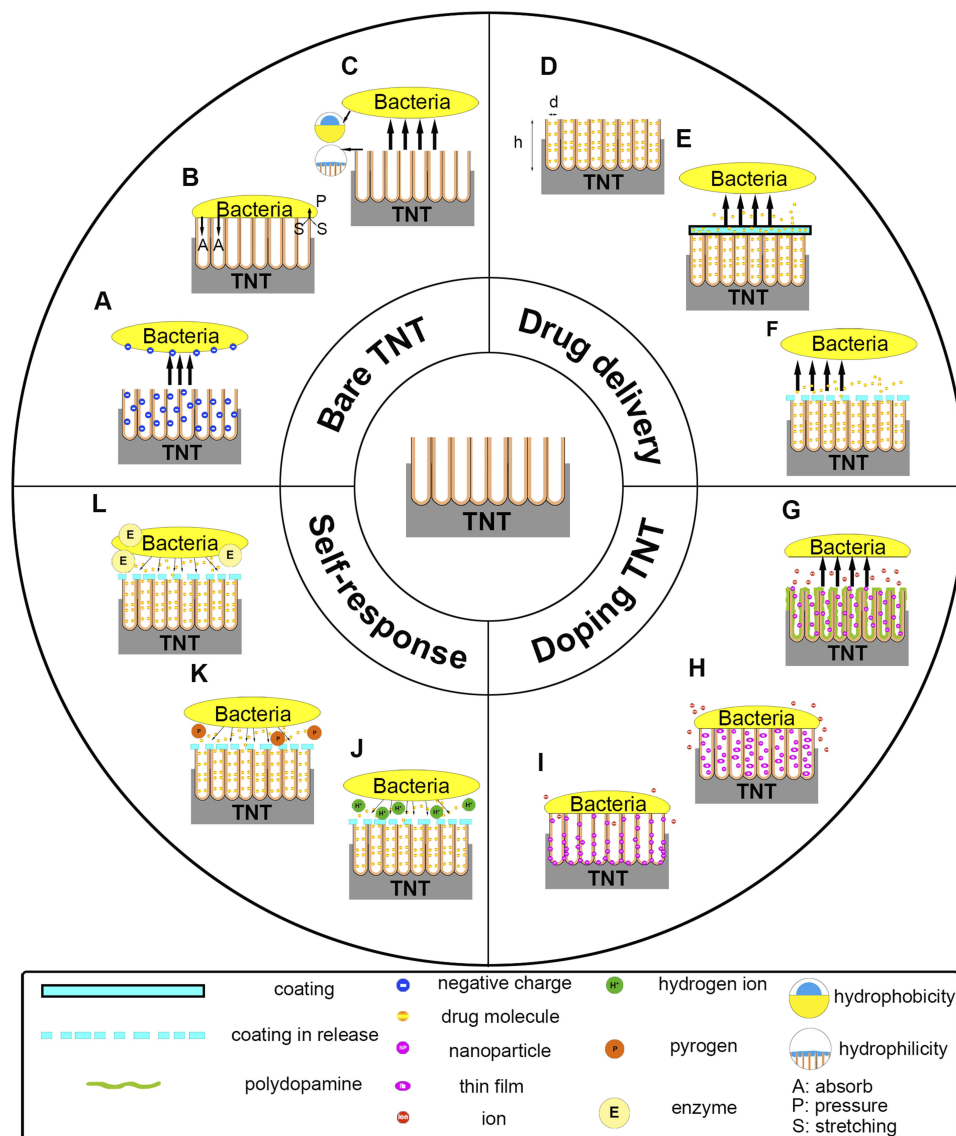 C
Bacteria
TNT
D
d
h
TNT
E
Bacteria
TNT
B
Bacteria
P
A
A
S
S
TNT
A
Bacteria
TNT
F
Bacteria
TNT
Bare TNT
Drug delivery
TNT
Self-response
Doping TNT
L
E
Bacteria
E
E
TNT
G
Bacteria
TNT
K
Bacteria
P
P
P
TNT
H
Bacteria
TNT
J
Bacteria
H⁺
H⁺
H⁺
H⁺
H⁺
TNT
I
Bacteria
TNT
coating
coating in release
polydopamine
negative charge
drug molecule
NP
nanoparticle
thin film
ion
ion
H⁺
hydrogen ion
P
pyrogen
E
enzyme
hydrophobicity
hydrophilicity
A: absorb
P: pressure
S: stretching